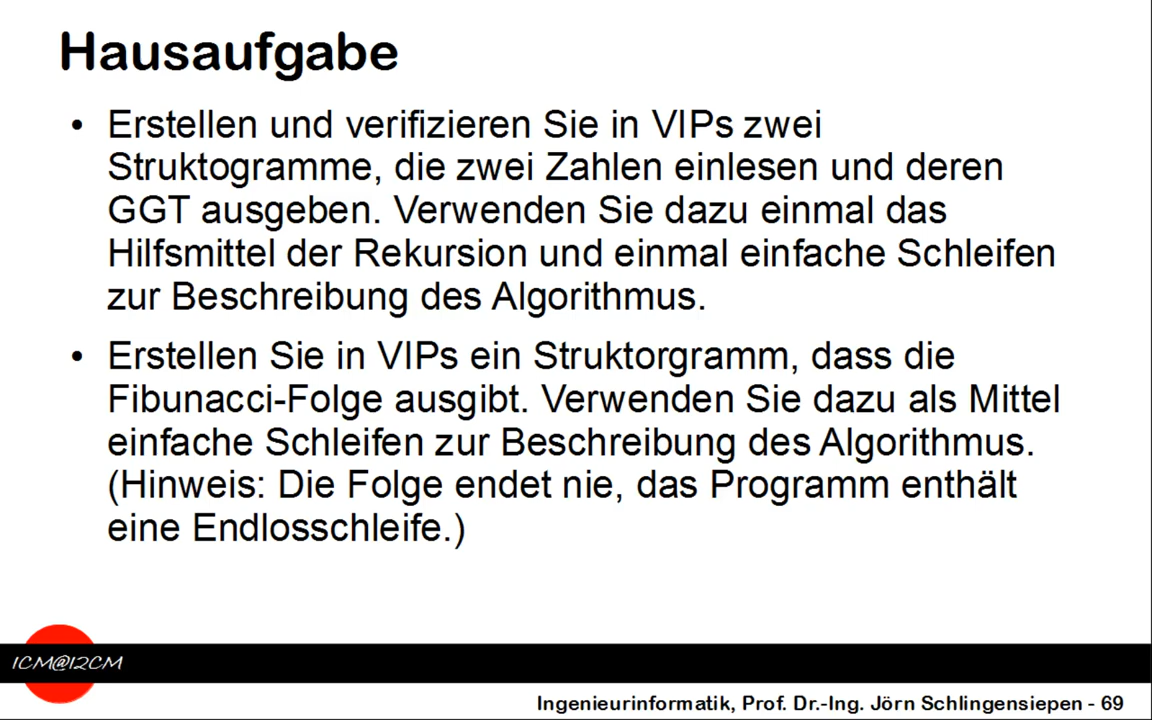 Hausaufgabe
• Erstellen und verifizieren Sie in VIPs zwei
Struktogramme, die zwei Zahlen einlesen und deren
GGT ausgeben. Verwenden Sie dazu einmal das
Hilfsmittel der Rekursion und einmal einfache Schleifen
zur Beschreibung des Algorithmus.
• Erstellen Sie in VIPs ein Struktorgramm, dass die
Fibunacci-Folge ausgibt. Verwenden Sie dazu als Mittel
einfache Schleifen zur Beschreibung des Algorithmus.
(Hinweis: Die Folge endet nie, das Programm enthält
eine Endlosschleife.)
ICM@I2CM
Ingenieurinformatik, Prof. Dr.-Ing. Jörn Schlingensiepen - 69